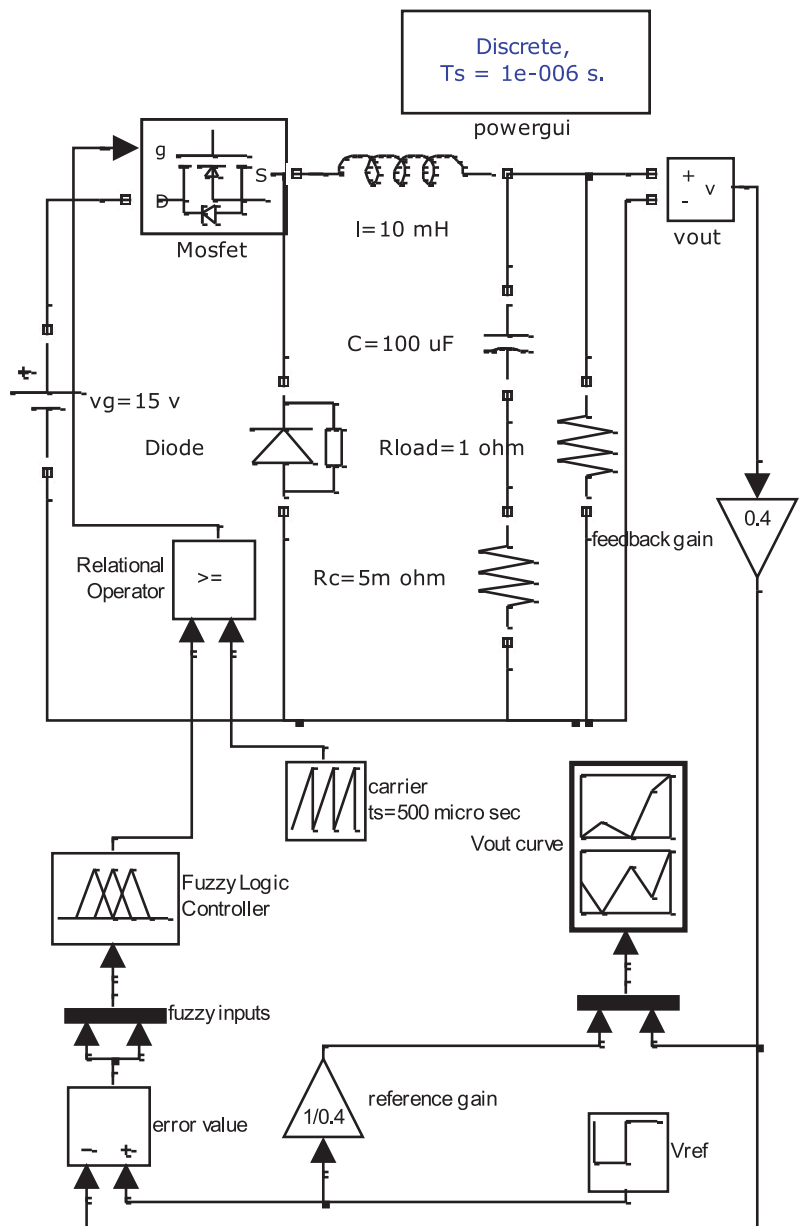 Discrete,
Ts = 1e-006 s.
powergui
g
S
D
Mosfet
l=10 mH
+
-
v
vout
C=100 uF
+
vg=15 v
Diode
Rload=1 ohm
0.4
feedback gain
Relational
Operator
>=
Rc=5m ohm
carrier
ts=500 micro sec
Vout curve
Fuzzy Logic
Controller
fuzzy inputs
reference gain
1/0.4
error value
- +
Vref